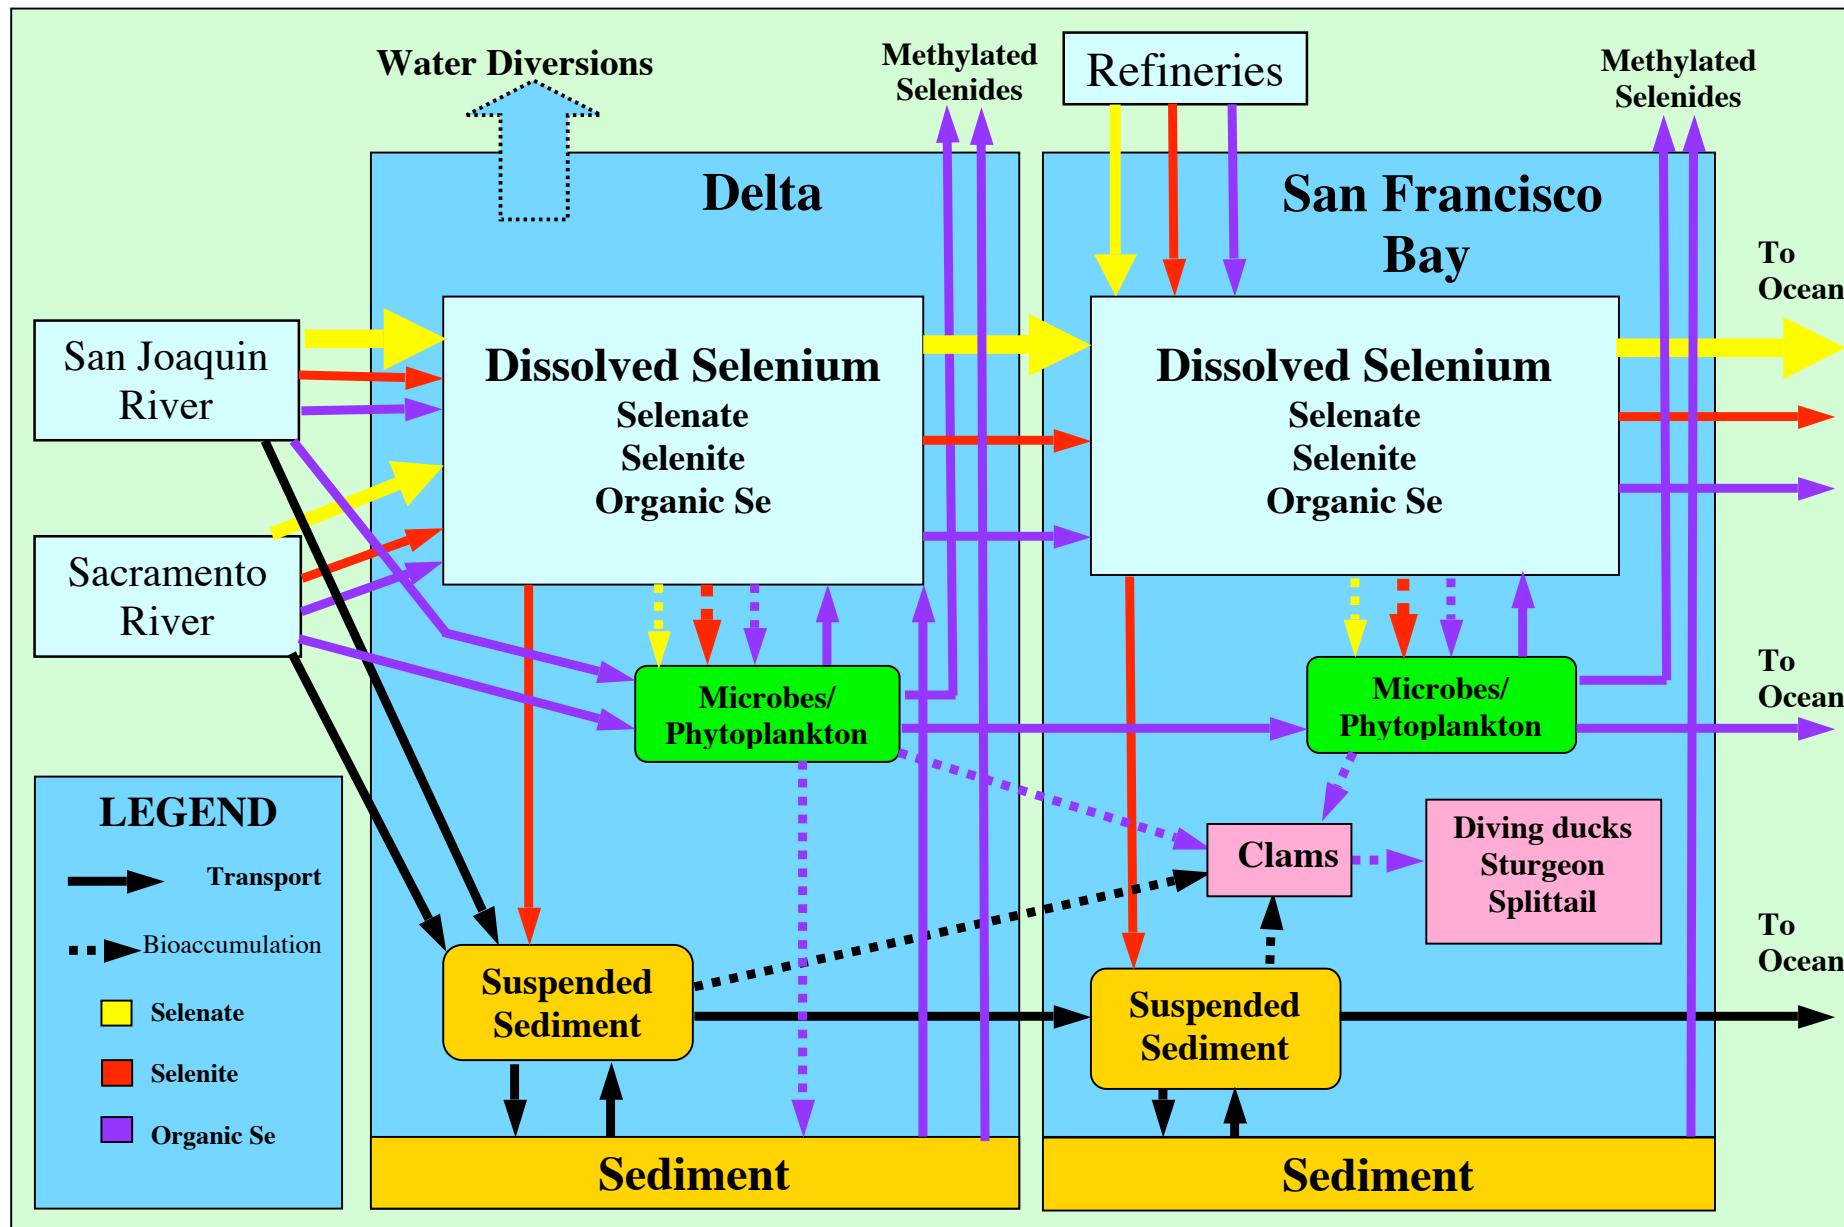 Water Diversions
Methylated
Selenides
Refineries
Methylated
Selenides
Delta
San Francisco
Bay
To
Ocean
San Joaquin
River
Dissolved Selenium
Selenate
Selenite
Organic Se
Dissolved Selenium
Selenate
Selenite
Organic Se
Sacramento
River
Microbes/
Phytoplankton
Microbes/
Phytoplankton
To
Ocean
LEGEND
Transport
Bioaccumulation
Selenate
Selenite
Organic Se
Clams
Diving ducks
Sturgeon
Splittail
To
Ocean
Suspended
Sediment
Suspended
Sediment
Sediment
Sediment